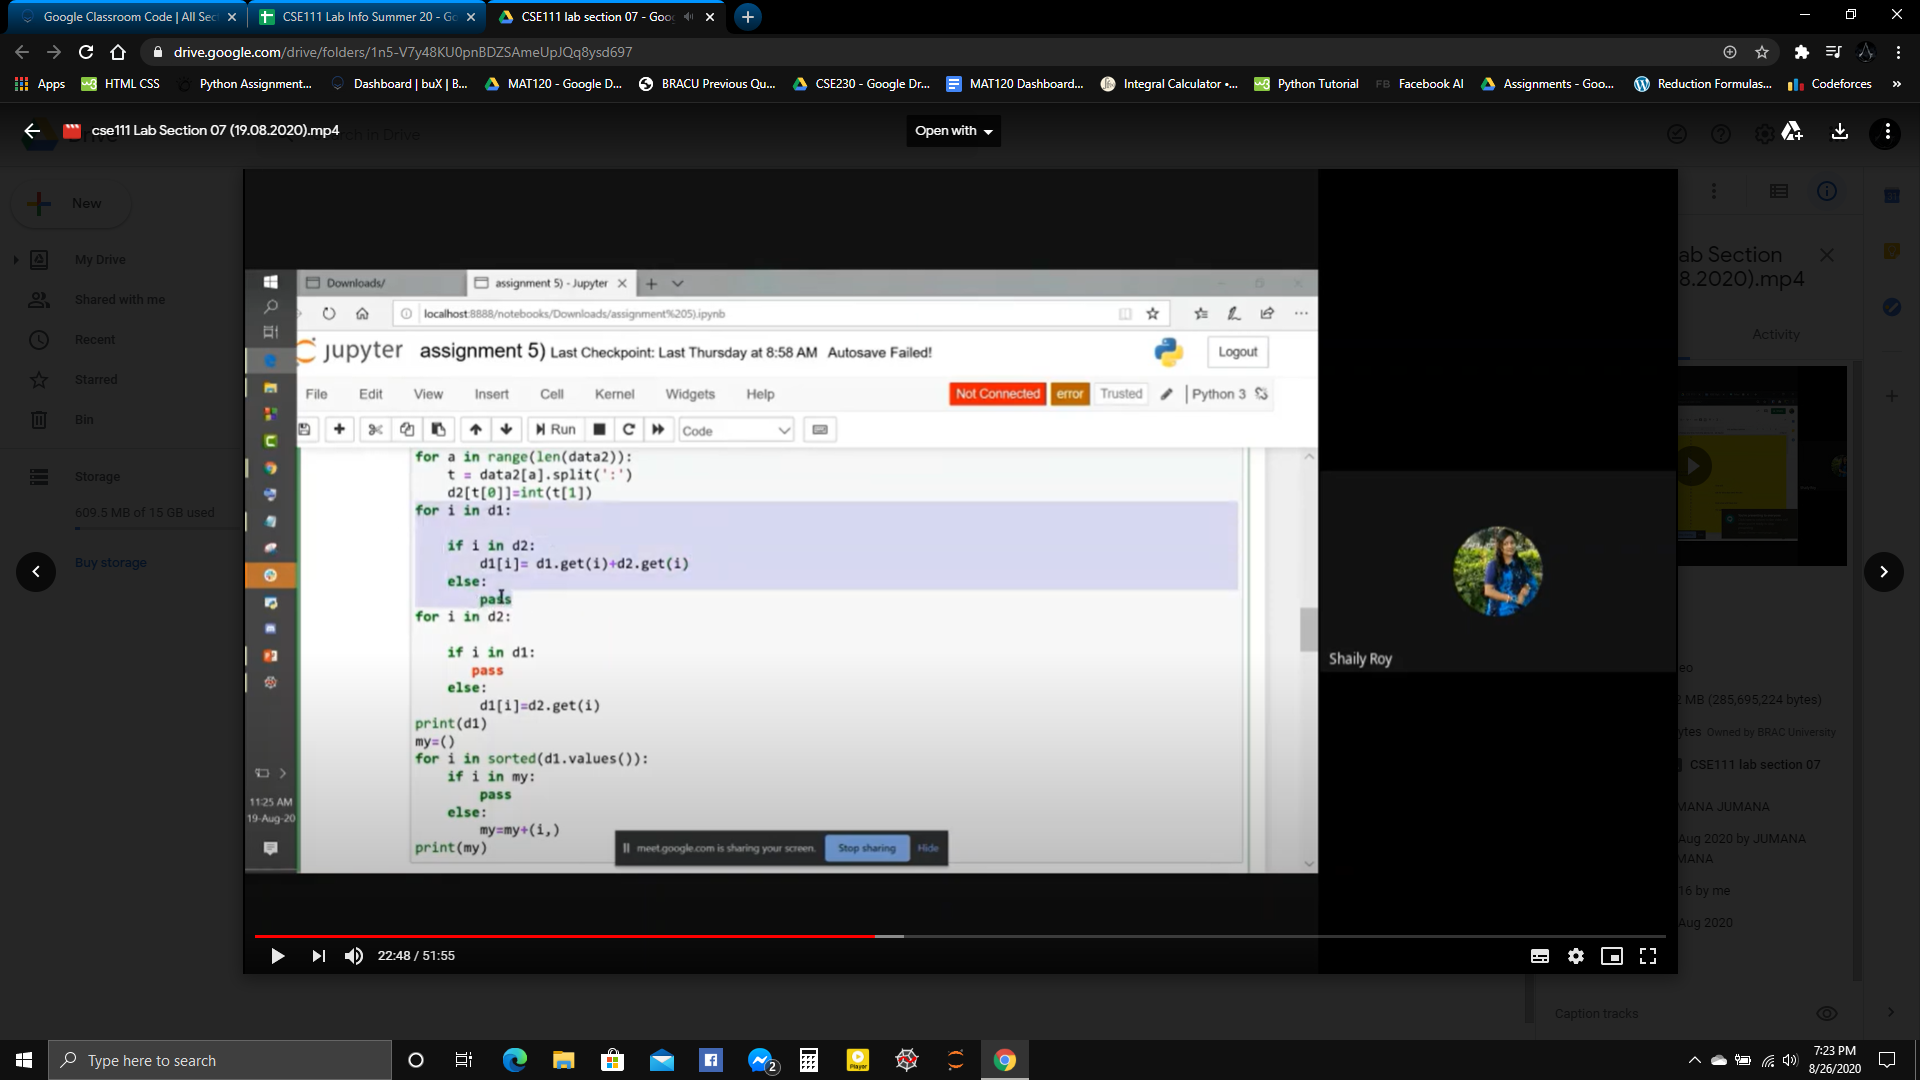 Google Classroom Code | All Sec
CSE111 Lab Info Summer 20 - Go
CSE111 lab section 07 - Goo
drive.google.com/drive/folders/1n5-V7y48KU0pnBDZSAmeUpJQq8ysd697
Apps HTML CSS Python Assignment... Dashboard | buX | B... MAT120 - Google D... BRACU Previous Qu... CSE230 - Google Dr... MAT120 Dashboard... Integral Calculator •... Python Tutorial Facebook AI Assignments - Goo... Reduction Formulas... Codeforces »
cse111 Lab Section 07 (19.08.2020).mp4
Open with
New
My Drive
Shared with me
Recent
Starred
Bin
Storage
609.5 MB of 15 GB used
Buy storage
Downloads/
assignment 5) - Jupyter
localhost:8888/notebooks/Downloads/assignment%205).ipynb
jupyter assignment 5) Last Checkpoint: Last Thursday at 8:58 AM Autosave Failed!
Logout
File Edit View Insert Cell Kernel Widgets Help
Not Connected error Trusted Python 3
Run Code
for a in range(len(data2)):
t = data2[a].split(':')
d2[t[0]]=int(t[1])
for i in d1:
if i in d2:
d1[i]= d1.get(i)+d2.get(i)
else:
pass
for i in d2:
if i in d1:
pass
else:
d1[i]=d2.get(i)
print(d1)
my=()
for i in sorted(d1.values()):
if i in my:
pass
else:
my=my+(i,)
print(my)
11:25 AM
19-Aug-20
meet.google.com is sharing your screen. Stop sharing Hide
Shaily Roy
22:48 / 51:55
ab Section
8.2020).mp4
Activity
eo
2 MB (285,695,224 bytes)
ytes Owned by BRAC University
CSE111 lab section 07
MANA JUMANA
Aug 2020 by JUMANA
MANA
16 by me
Aug 2020
Caption tracks
Type here to search
2
Player
7:23 PM
8/26/2020